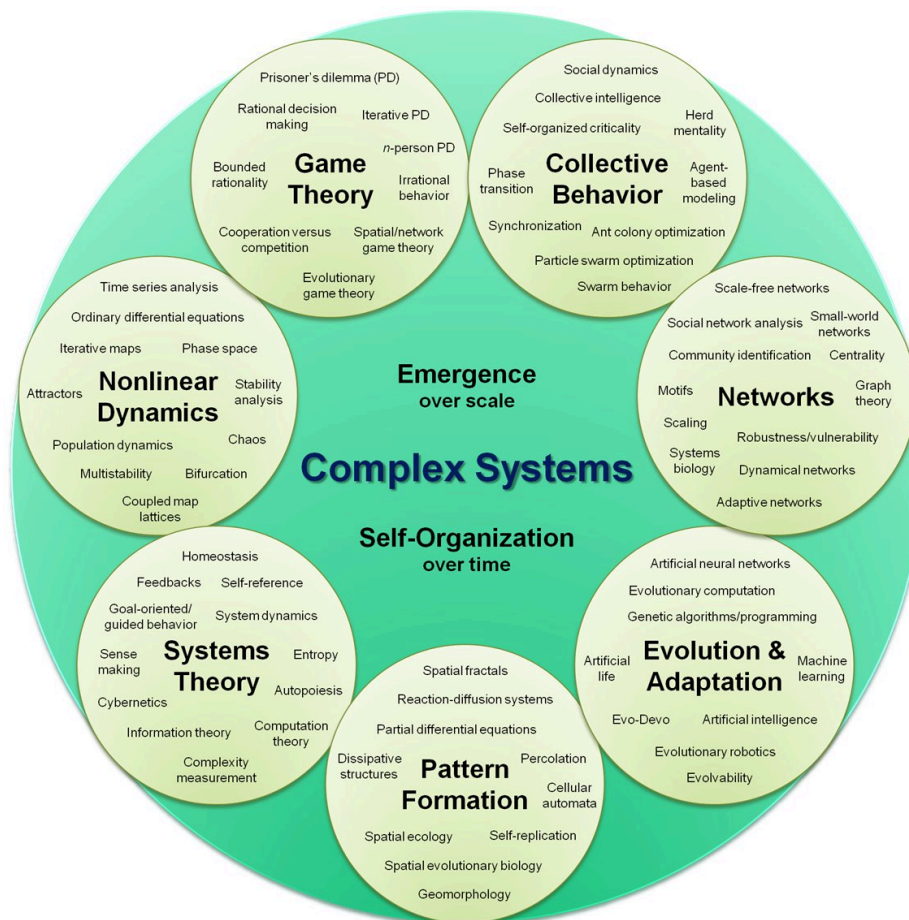 Prisoner's dilemma (PD)
Rational decision
making
Iterative PD
n-person PD
Game
Theory
Bounded
rationality
Irrational
behavior
Cooperation versus
competition
Spatial/network
game theory
Evolutionary
game theory
Social dynamics
Collective intelligence
Herd
mentality
Self-organized criticality
Collective
Behavior
Phase
transition
Agent-
based
modeling
Synchronization
Ant colony optimization
Particle swarm optimization
Swarm behavior
Time series analysis
Ordinary differential equations
Iterative maps
Phase space
Attractors
Nonlinear
Dynamics
Stability
analysis
Population dynamics
Chaos
Multistability
Bifurcation
Coupled map
lattices
Emergence
over scale
Complex Systems
Self-Organization
over time
Scale-free networks
Social network analysis
Small-world
networks
Community identification
Centrality
Motifs
Networks
Graph
theory
Scaling
Robustness/vulnerability
Systems
biology
Dynamical networks
Adaptive networks
Homeostasis
Feedbacks
Self-reference
Goal-oriented/
guided behavior
System dynamics
Sense
making
Systems
Theory
Entropy
Cybernetics
Autopoiesis
Information theory
Computation
theory
Complexity
measurement
Spatial fractals
Reaction-diffusion systems
Partial differential equations
Dissipative
structures
Percolation
Pattern
Formation
Cellular
automata
Spatial ecology
Self-replication
Spatial evolutionary biology
Geomorphology
Artificial neural networks
Evolutionary computation
Genetic algorithms/programming
Artificial
life
Evolution &
Adaptation
Machine
learning
Evo-Devo
Artificial intelligence
Evolutionary robotics
Evolvability